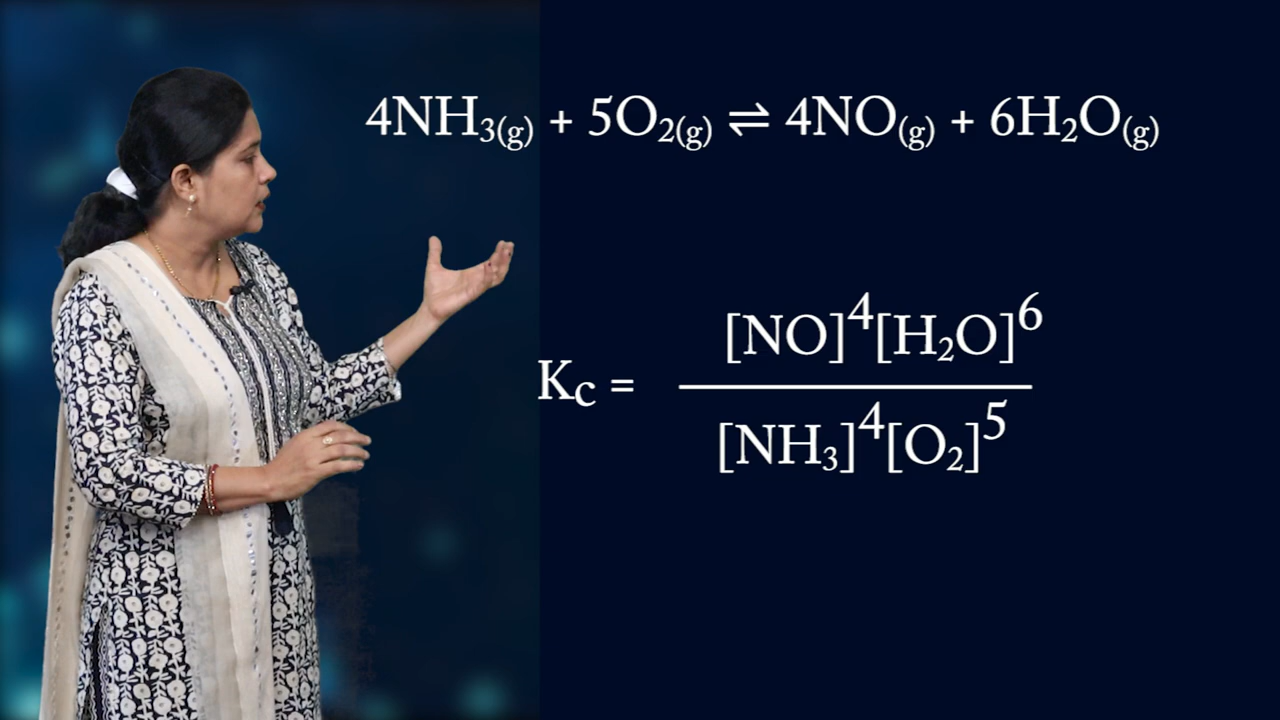 4NH₃(g) + 5O₂(g) ⇌ 4NO(g) + 6H₂O(g)
[NO]⁴[H₂O]⁶
Kc =
[NH₃]⁴[O₂]⁵